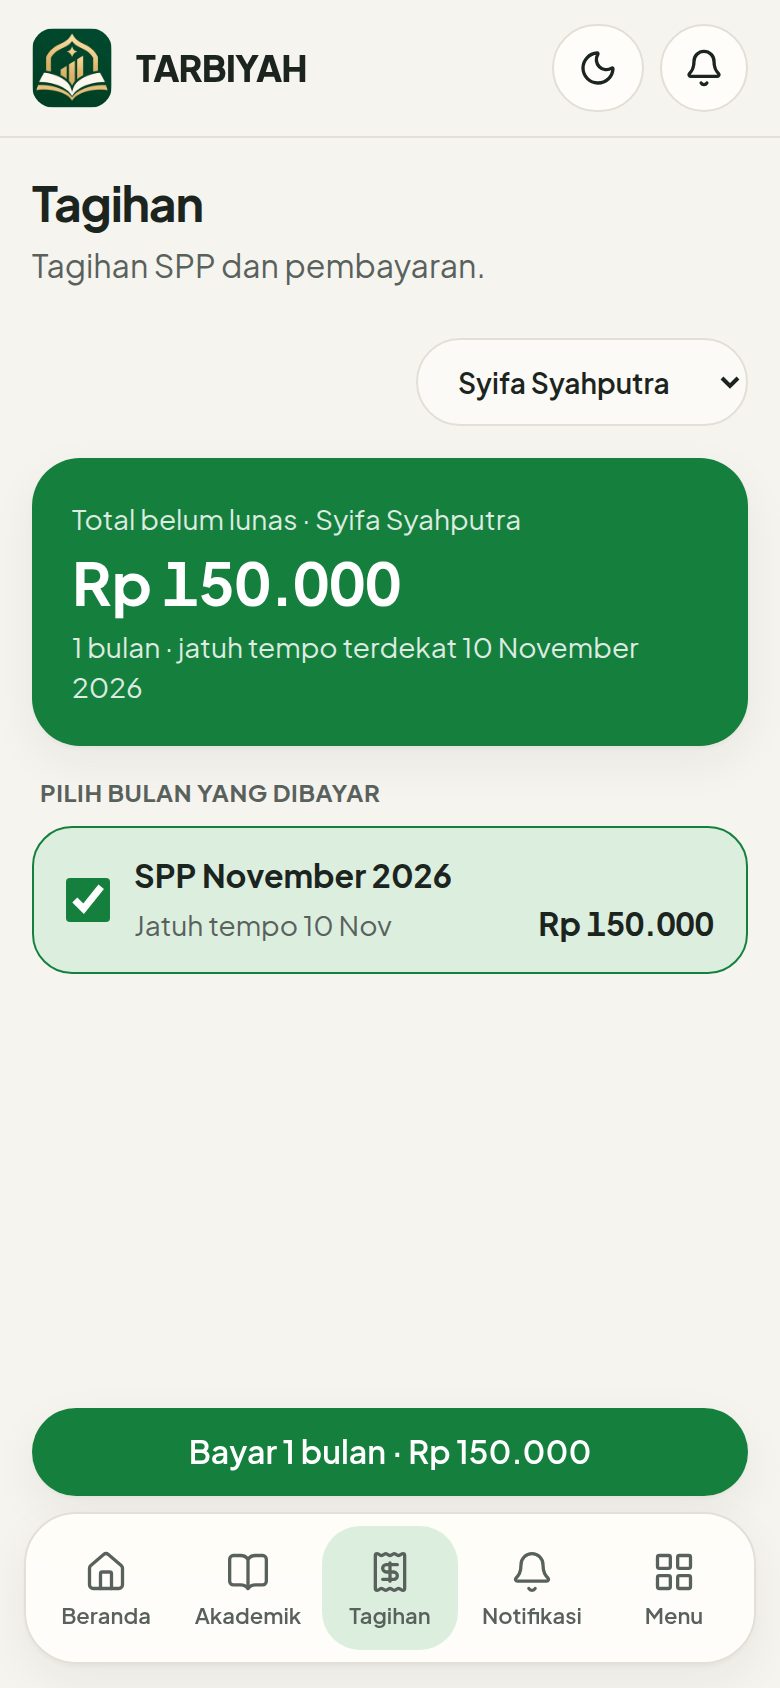 TARBIYAH
Tagihan
Tagihan SPP dan pembayaran.
Syifa Syahputra
Total belum lunas · Syifa Syahputra
Rp 150.000
1 bulan · jatuh tempo terdekat 10 November
2026
PILIH BULAN YANG DIBAYAR
SPP November 2026
Jatuh tempo 10 Nov
Rp 150.000
Bayar 1 bulan · Rp 150.000
Beranda
Akademik
Tagihan
Notifikasi
Menu